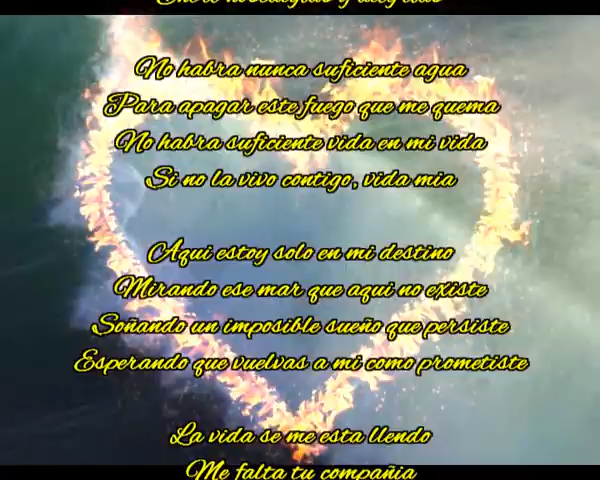 Entre nostalgias y alegrias
No habra nunca suficiente agua
Para apagar este fuego que me quema
No habra suficiente vida en mi vida
Si no la vivo contigo, vida mia
Aqui estoy solo en mi destino
Mirando ese mar que aqui no existe
Soñando un imposible sueño que persiste
Esperando que vuelvas a mi como prometiste
La vida se me esta llendo
Me falta tu compañia